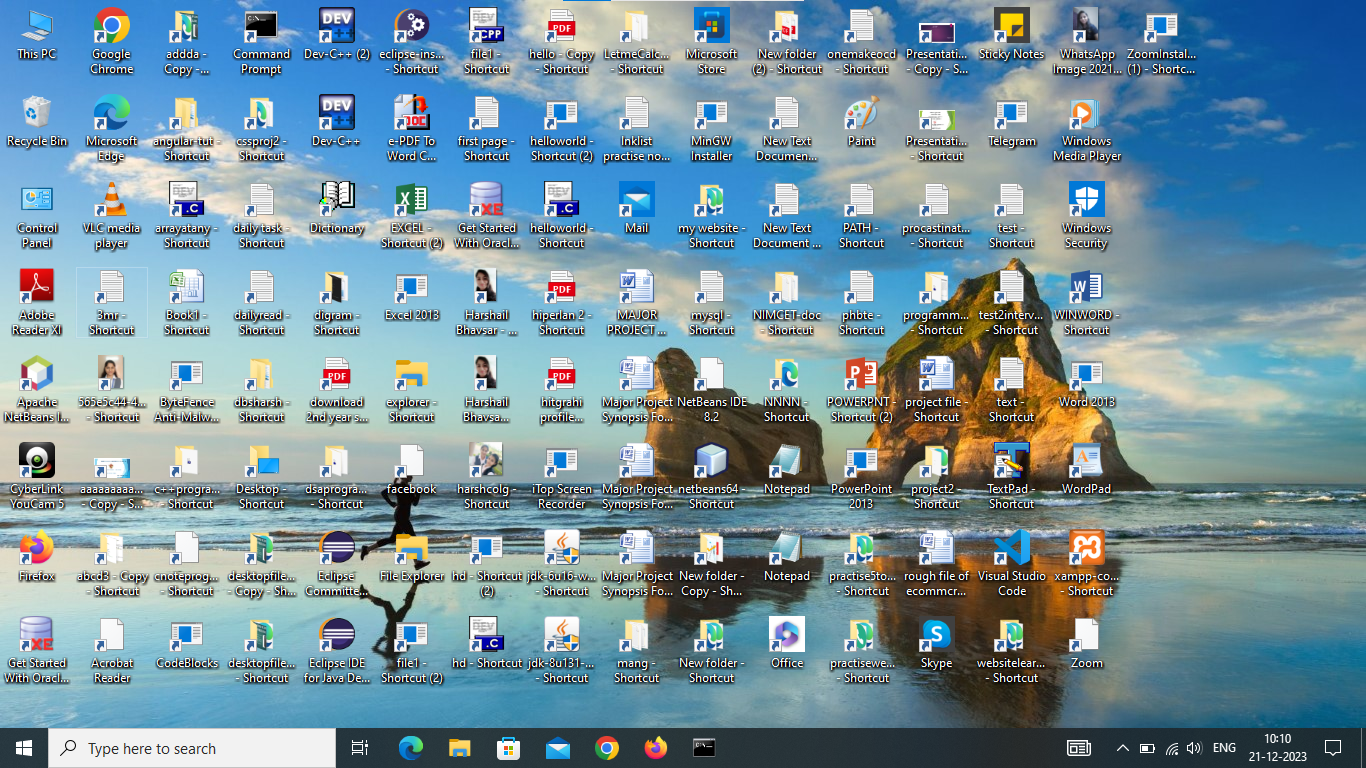 This PC
Google
Chrome
addda -
Copy -...
Command
Prompt
Dev-C++ (2)
eclipse-ins...
- Shortcut
file1 -
Shortcut
hello - Copy
- Shortcut
LetmeCalc...
- Shortcut
Microsoft
Store
New folder
(2) - Shortcut
onemakeocd
- Shortcut
Presentati...
- Copy - S...
Sticky Notes
WhatsApp
Image 2021...
ZoomInstal...
(1) - Shortc...
Recycle Bin
Microsoft
Edge
angular-tut -
Shortcut
cssproj2 -
Shortcut
Dev-C++
e-PDF To
Word C...
first page -
Shortcut
helloworld -
Shortcut (2)
Inklist
practise no...
MinGW
Installer
New Text
Documen...
Paint
Presentati...
- Shortcut
Telegram
Windows
Media Player
Control
Panel
VLC media
player
arrayatany -
Shortcut
daily task -
Shortcut
Dictionary
EXCEL -
Shortcut (2)
Get Started
With Oracl...
helloworld -
Shortcut
Mail
my website -
Shortcut
New Text
Document ...
PATH -
Shortcut
procastinat...
- Shortcut
test -
Shortcut
Windows
Security
Adobe
Reader XI
3mr -
Shortcut
Book1 -
Shortcut
dailyread -
Shortcut
digram -
Shortcut
Excel 2013
Harshail
Bhavsar - ...
hiperlan 2 -
Shortcut
MAJOR
PROJECT ...
mysql -
Shortcut
NIMCET-doc
- Shortcut
phbte -
Shortcut
programm...
- Shortcut
test2interv...
- Shortcut
WINWORD -
Shortcut
Apache
NetBeans I...
565e5c44-4...
- Shortcut
ByteFence
Anti-Malw...
dbsharsh -
Shortcut
download
2nd year s...
explorer -
Shortcut
Harshail
Bhavsa...
hitgrahi
profile...
Major Project
Synopsis Fo...
NetBeans IDE
8.2
NNNN -
Shortcut
POWERPNT -
Shortcut (2)
project file -
Shortcut
text -
Shortcut
Word 2013
CyberLink
YouCam 5
aaaaaaaaa...
- Copy - S...
c++progra...
- Shortcut
Desktop -
Shortcut
dsaprogra...
- Shortcut
facebook
harshcolg -
Shortcut
iTop Screen
Recorder
Major Project
Synopsis Fo...
netbeans64 -
Shortcut
Notepad
PowerPoint
2013
project2 -
Shortcut
TextPad -
Shortcut
WordPad
Firefox
abcd3 - Copy
- Shortcut
cnoteprog...
- Shortcut
desktopfile...
- Copy - Sh...
Eclipse
Committe...
File Explorer
hd - Shortcut
(2)
jdk-6u16-w...
- Shortcut
Major Project
Synopsis Fo...
New folder -
Copy - Sh...
Notepad
practise5to...
- Shortcut
rough file of
ecommcr...
Visual Studio
Code
xampp-co...
- Shortcut
Get Started
With Oracl...
Acrobat
Reader
CodeBlocks
desktopfile...
- Shortcut
Eclipse IDE
for Java De...
file1 -
Shortcut (2)
hd - Shortcut
jdk-8u131-...
- Shortcut
mang -
Shortcut
New folder -
Shortcut
Office
practisewe...
- Shortcut
Skype
websitelear...
- Shortcut
Zoom
Type here to search
ENG
10:10
21-12-2023